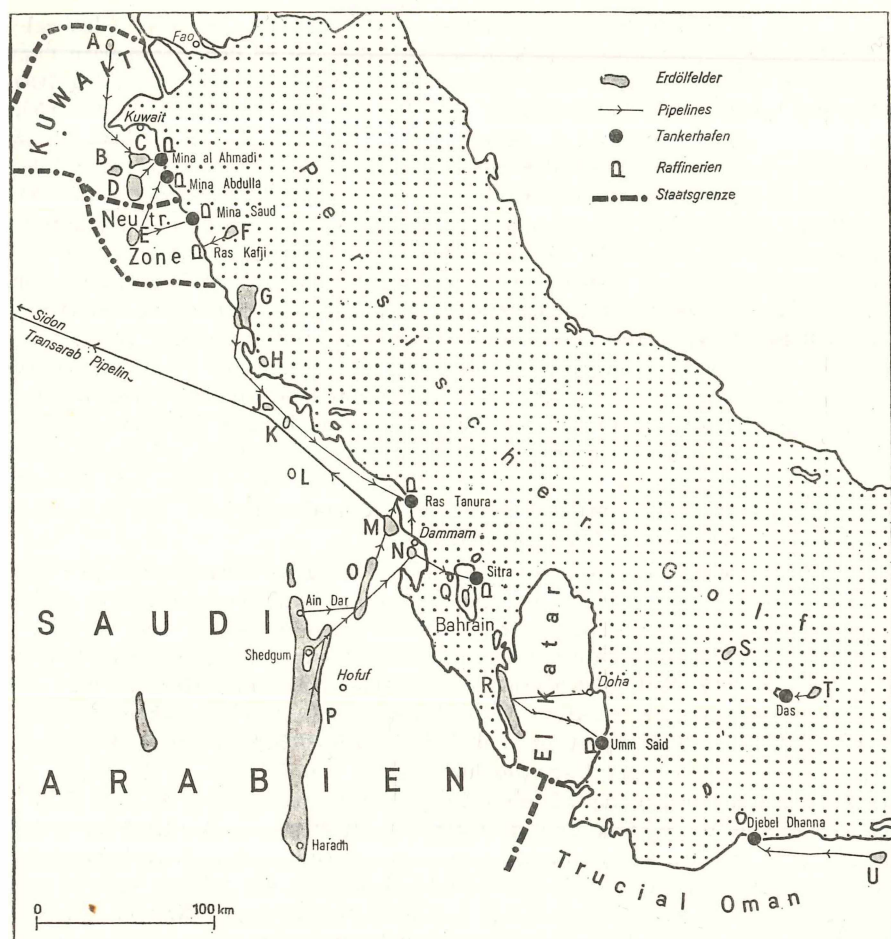 Fao
A
KUWAIT
Kuwait
C
B
D
Mina al Ahmadi
Mina Abdulla
Mina Saud
Neutr.
Zone
E
F
Ras Kafji
Erdölfelder
Pipelines
Tankerhafen
Raffinerien
Staatsgrenze
Persischer Golf
G
H
← Sidon
Transarab Pipelin
J
K
L
Ras Tanura
M
Dammam
N
O
Q
Sitra
Bahrain
Ain Dar
Shedgum
Hofuf
P
SAUDI
ARABIEN
R
El Katar
Doha
Umm Said
S
T
Das
Djebel Dhanna
U
Trucial Oman
Haradh
0 100 km